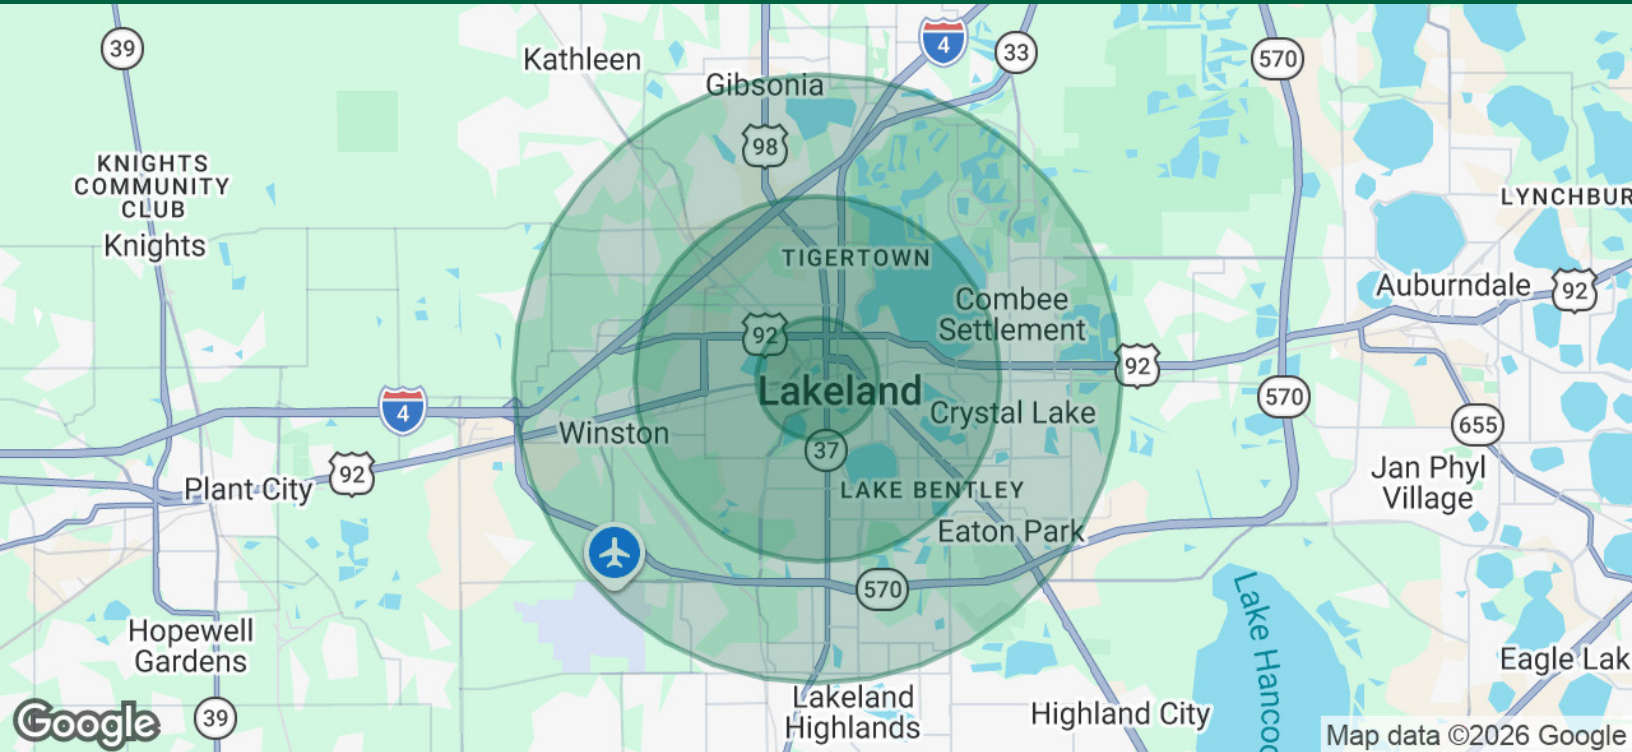 39
Kathleen
4
33
570
Gibsonia
98
KNIGHTS
COMMUNITY
CLUB
Knights
LYNCHBUR
TIGERTOWN
Auburndale
92
Combee
Settlement
92
92
Lakeland
570
4
Crystal Lake
655
Winston
37
92
Plant City
LAKE BENTLEY
Jan Phyl
Village
Eaton Park
570
Lake Hancoc
Hopewell
Gardens
Eagle Lak
Lakeland
Highlands
Highland City
39
Google
Map data ©2026 Google